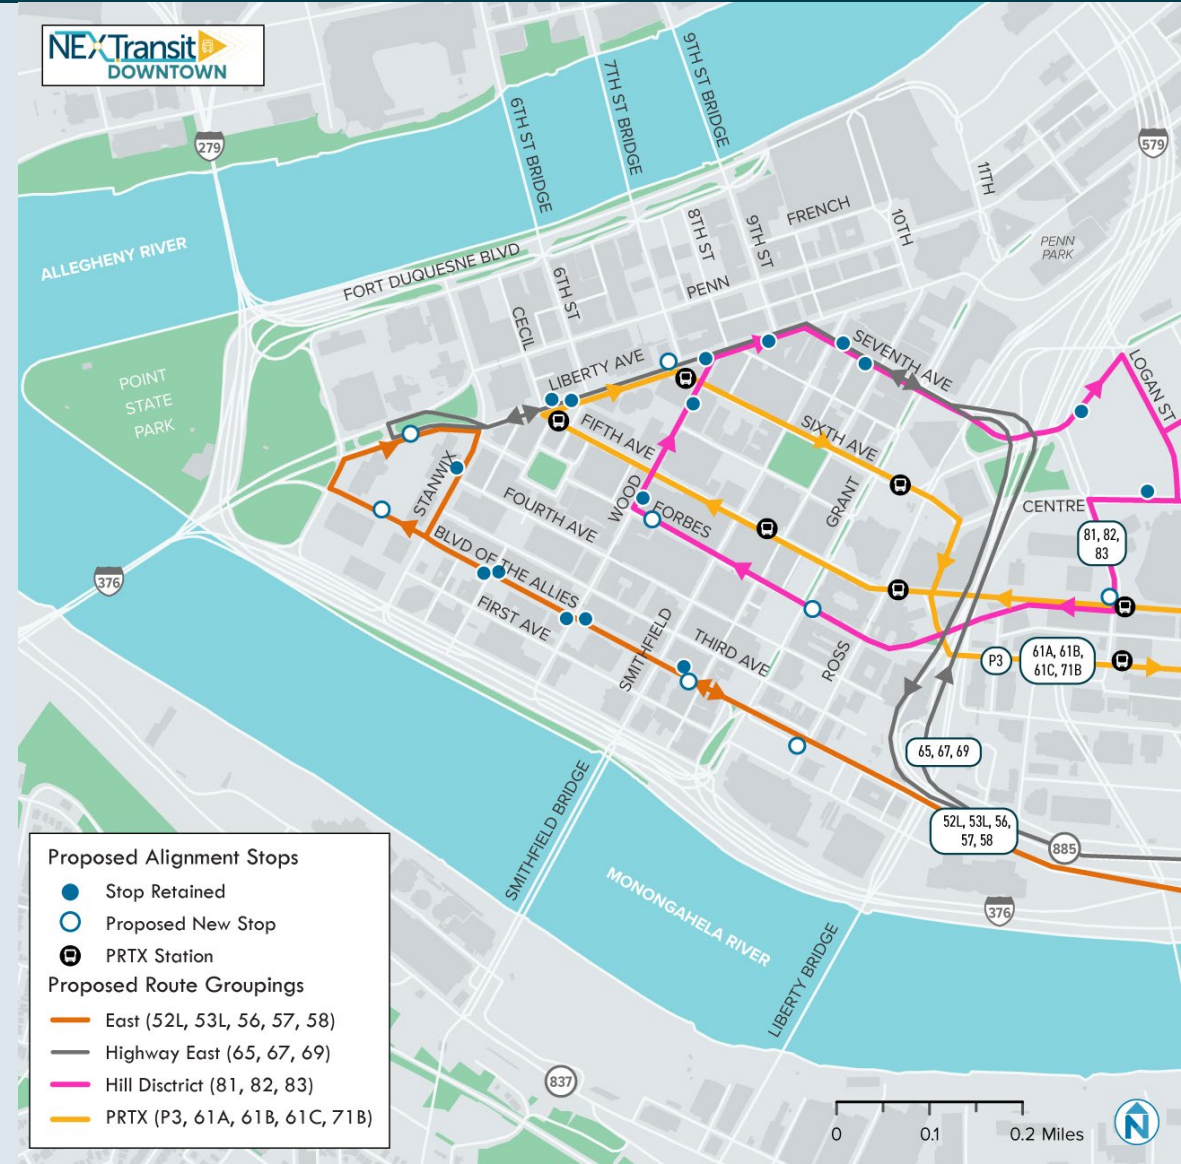 NEXTransit
DOWNTOWN
279
579
6TH ST BRIDGE
7TH ST BRIDGE
9TH ST BRIDGE
ALLEGHENY RIVER
FORT DUQUESNE BLVD
CECIL
6TH ST
8TH ST
9TH ST
FRENCH
10TH
11TH
PENN
PENN
PARK
POINT
STATE
PARK
LIBERTY AVE
SEVENTH AVE
LOGAN ST
FIFTH AVE
SIXTH AVE
STANWIX
FOURTH AVE
WOOD
FORBES
GRANT
CENTRE
81, 82,
83
BLVD OF THE ALLIES
FIRST AVE
SMITHFIELD
THIRD AVE
ROSS
P3
61A, 61B,
61C, 71B
376
65, 67, 69
52L, 53L, 56,
57, 58
885
376
SMITHFIELD BRIDGE
MONONGAHELA RIVER
LIBERTY BRIDGE
837
Proposed Alignment Stops
Stop Retained
Proposed New Stop
PRTX Station
Proposed Route Groupings
East (52L, 53L, 56, 57, 58)
Highway East (65, 67, 69)
Hill Disctrict (81, 82, 83)
PRTX (P3, 61A, 61B, 61C, 71B)
0 0.1 0.2 Miles
N